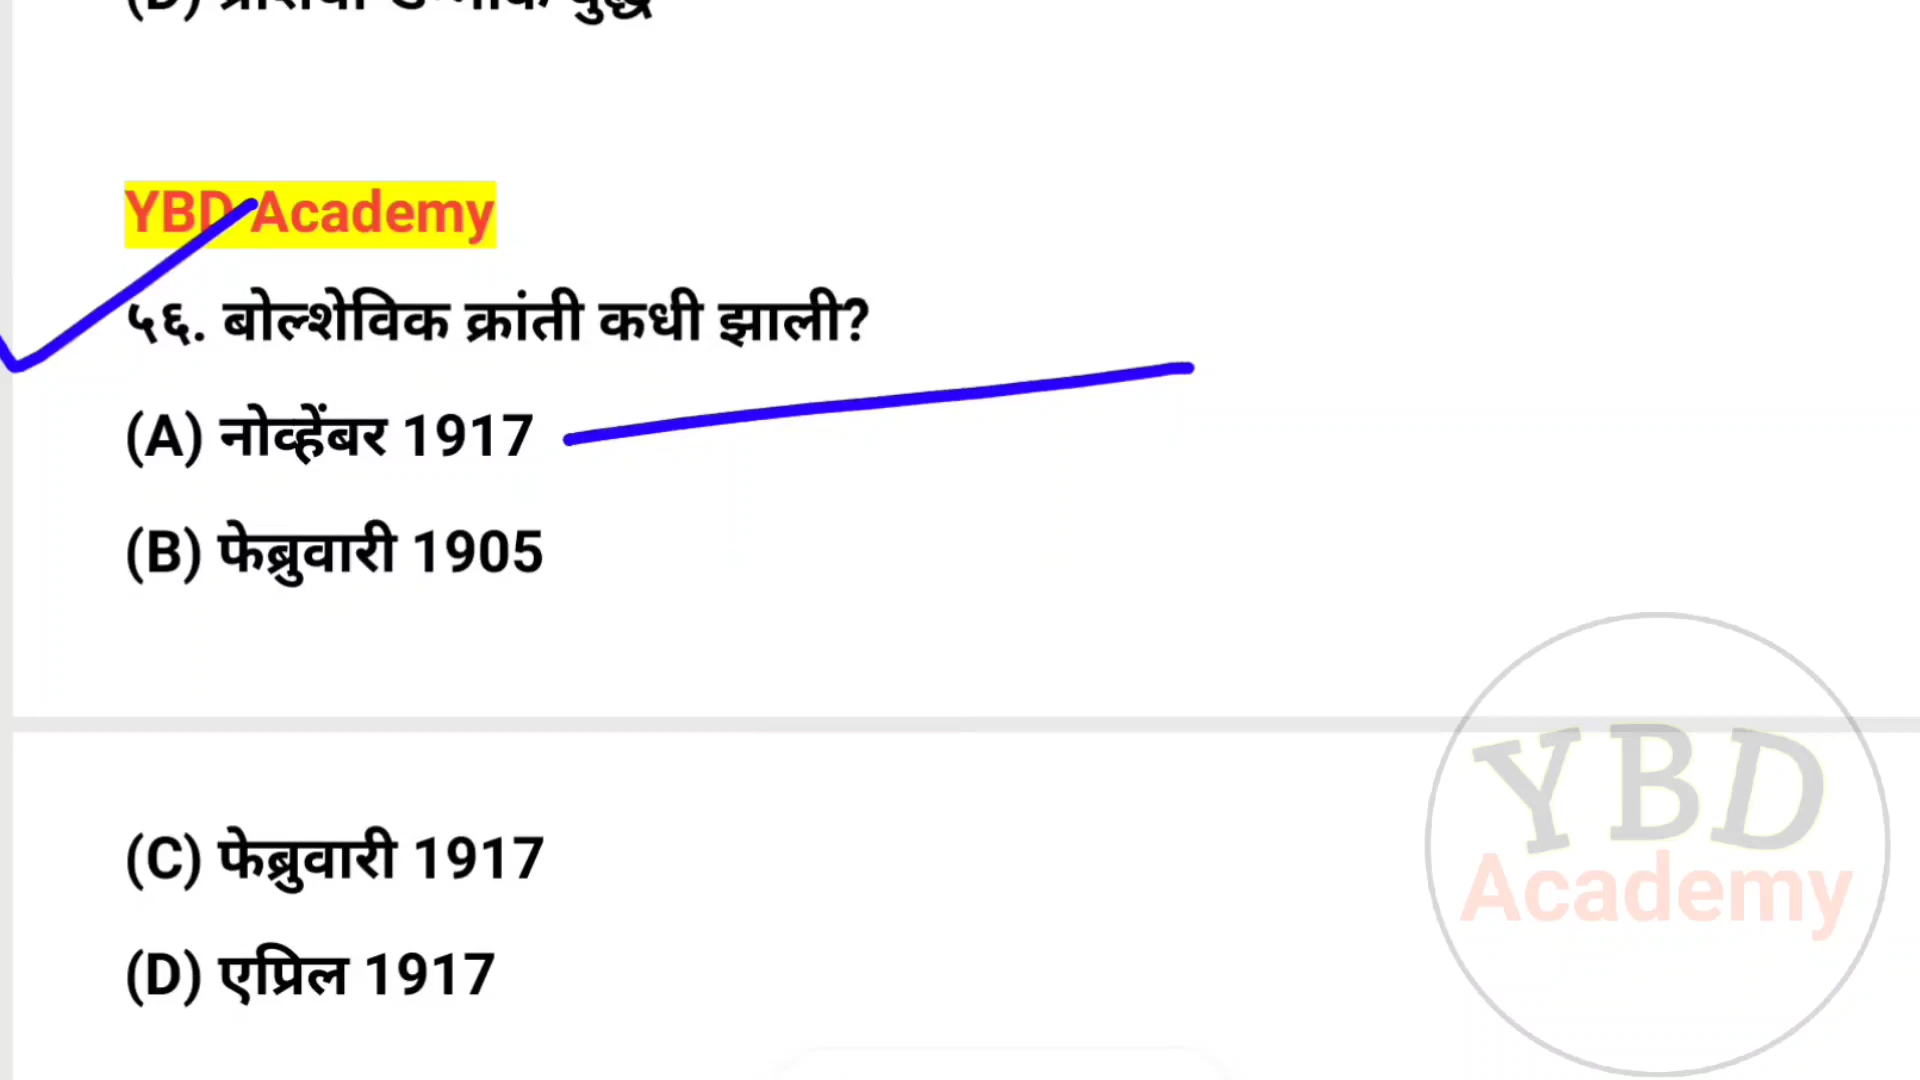 (D)
YBD Academy
५६. बोल्शेविक क्रांती कधी झाली?
(A) नोव्हेंबर 1917
(B) फेब्रुवारी 1905
(C) फेब्रुवारी 1917
(D) एप्रिल 1917
YBD
Academy